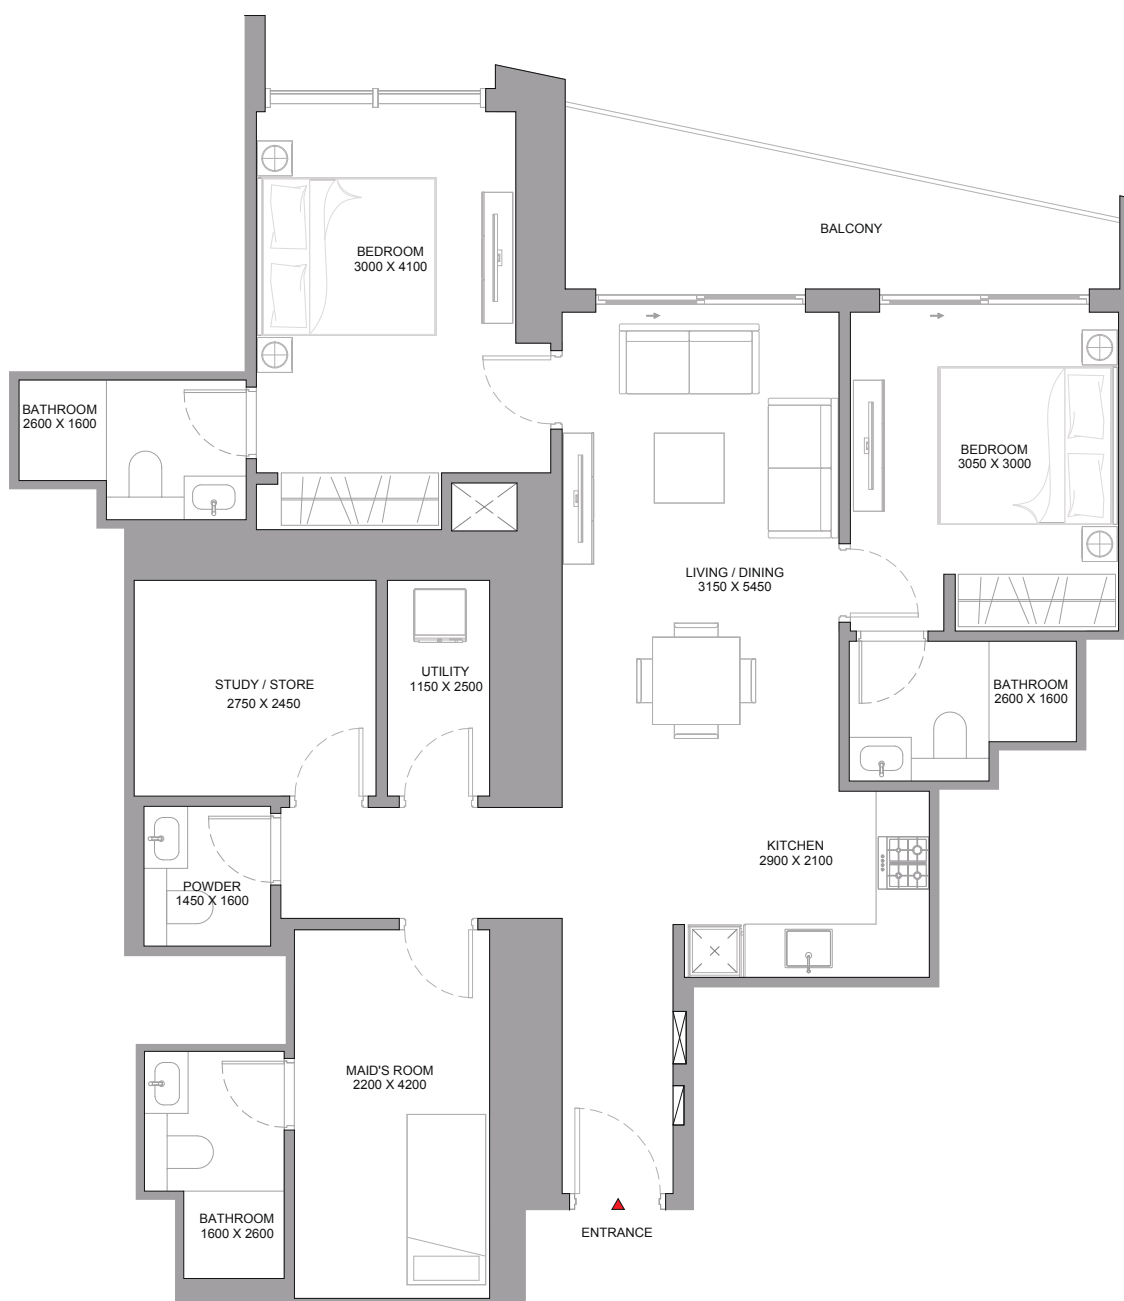 BALCONY
BEDROOM
3000 X 4100
BATHROOM
2600 X 1600
BEDROOM
3050 X 3000
LIVING / DINING
3150 X 5450
STUDY / STORE
2750 X 2450
UTILITY
1150 X 2500
BATHROOM
2600 X 1600
KITCHEN
2900 X 2100
POWDER
1450 X 1600
MAID'S ROOM
2200 X 4200
BATHROOM
1600 X 2600
ENTRANCE